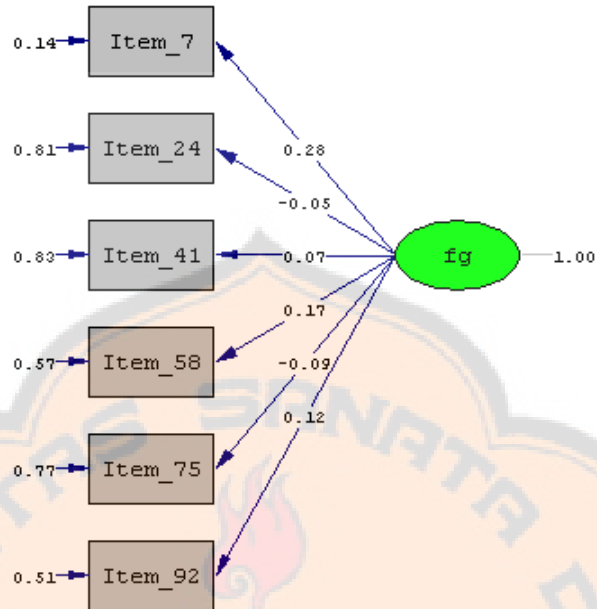 0.14 Item_7
0.81 Item_24 0.28
-0.05
0.83 Item_41 0.07 fg 1.00
0.17
0.57 Item_58 -0.09
0.12
0.77 Item_75
0.51 Item_92
SANATA